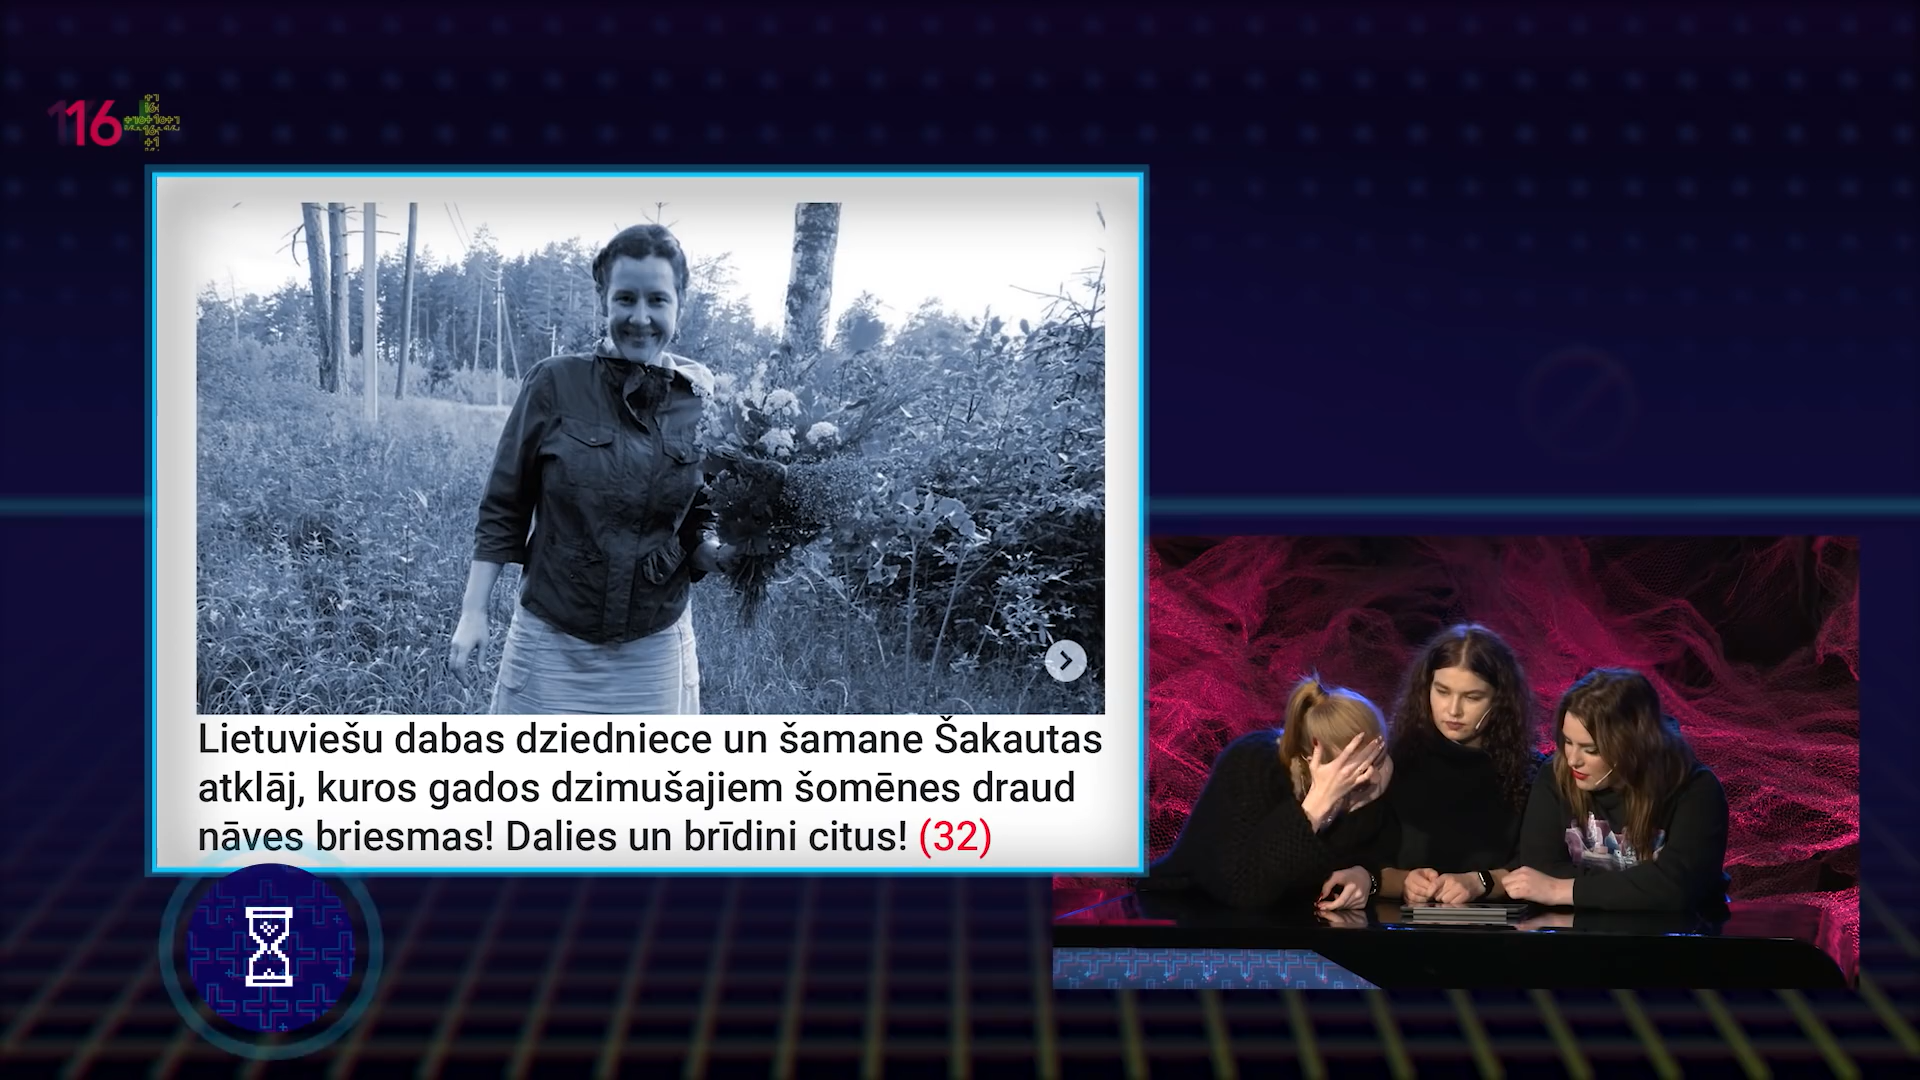 16+
Lietuviešu dabas dziedniece un šamane Šakautas
atklāj, kuros gados dzimušajiem šomēnes draud
nāves briesmas! Dalies un brīdini citus! (32)